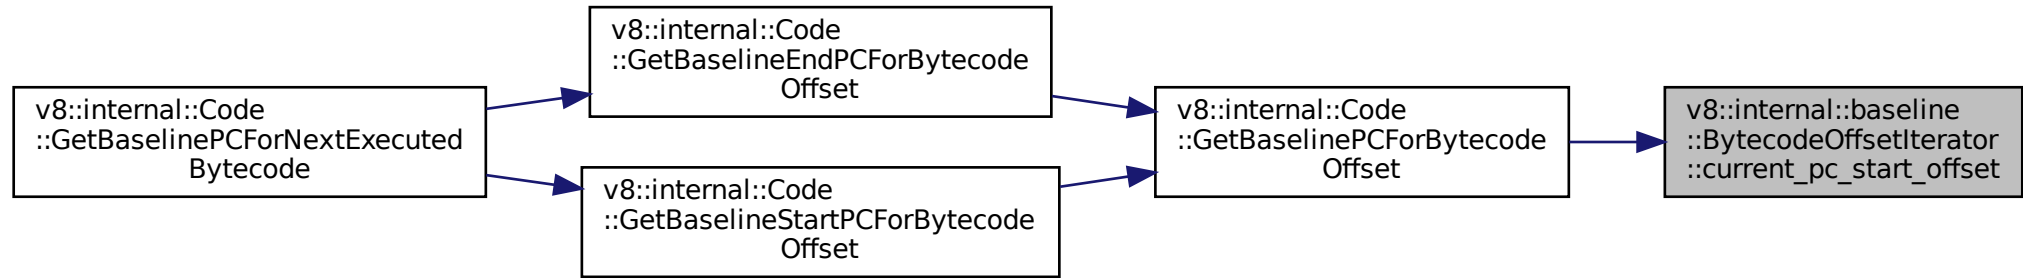 v8::internal::Code
::GetBaselinePCForNextExecuted
Bytecode
v8::internal::Code
::GetBaselineEndPCForBytecode
Offset
v8::internal::Code
::GetBaselineStartPCForBytecode
Offset
v8::internal::Code
::GetBaselinePCForBytecode
Offset
v8::internal::baseline
::BytecodeOffsetIterator
::current_pc_start_offset